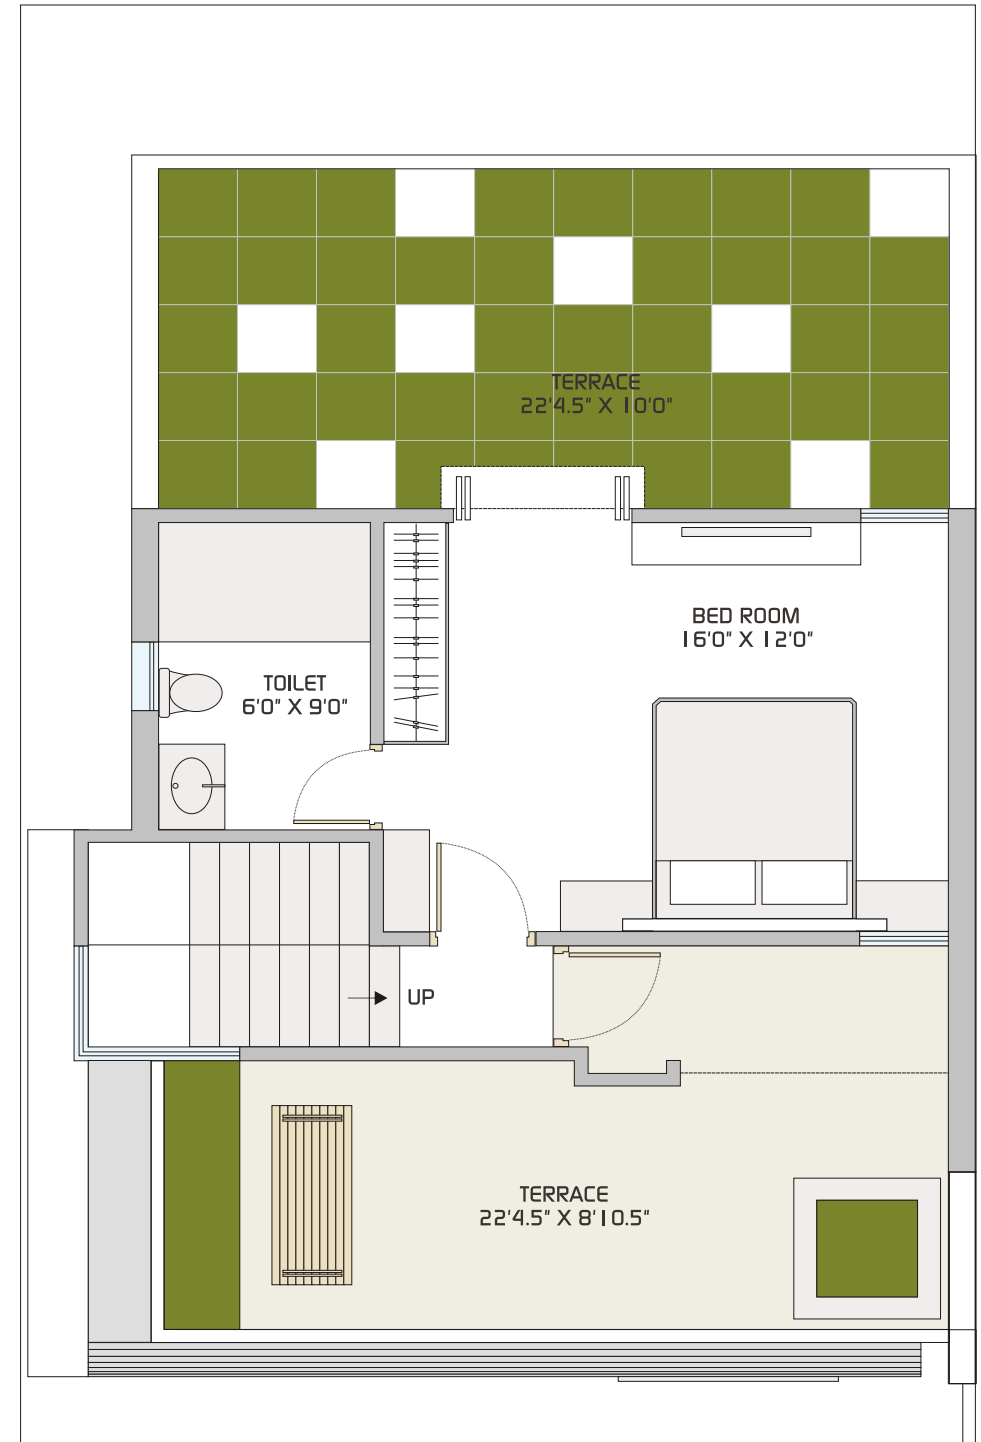 TERRACE
22'4.5" X 10'0"
BED ROOM
16'0" X 12'0"
TOILET
6'0" X 9'0"
UP
TERRACE
22'4.5" X 8'10.5"